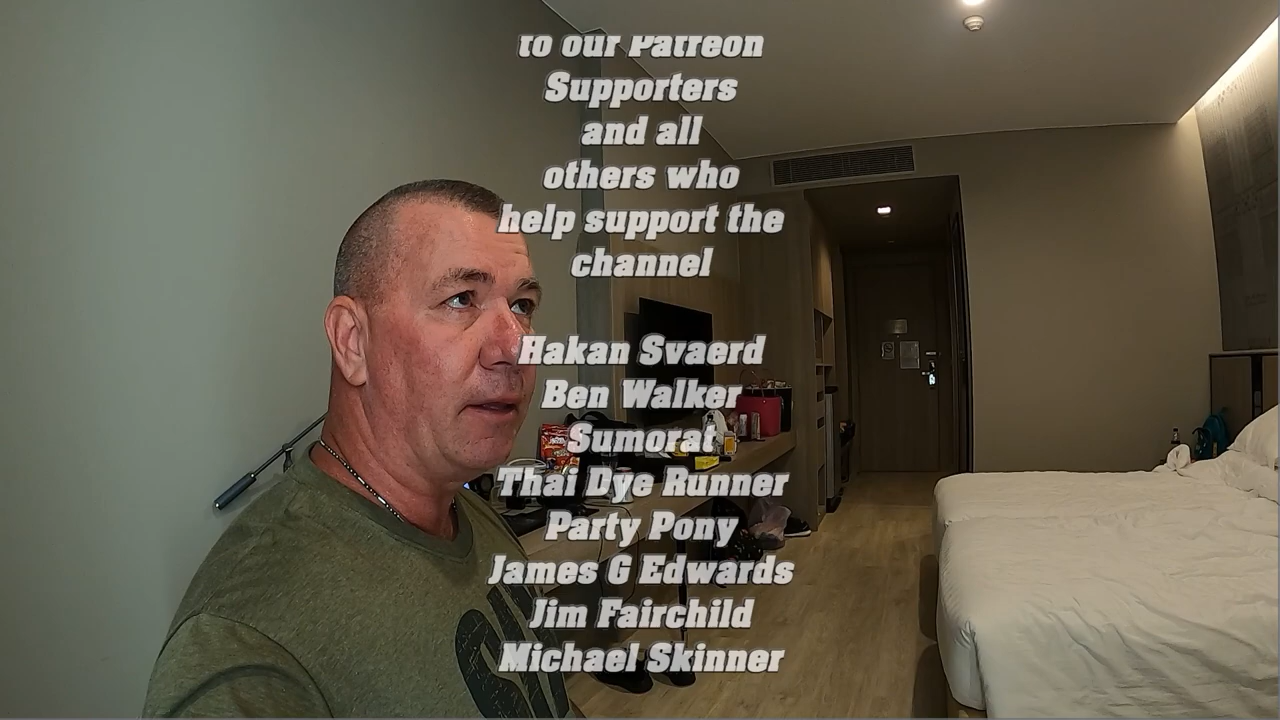 to our Patreon
Supporters
and all
others who
help support the
channel
Hakan Svaerd
Ben Walker
Sumorat
Thai Dye Runner
Party Pony
James G Edwards
Jim Fairchild
Michael Skinner